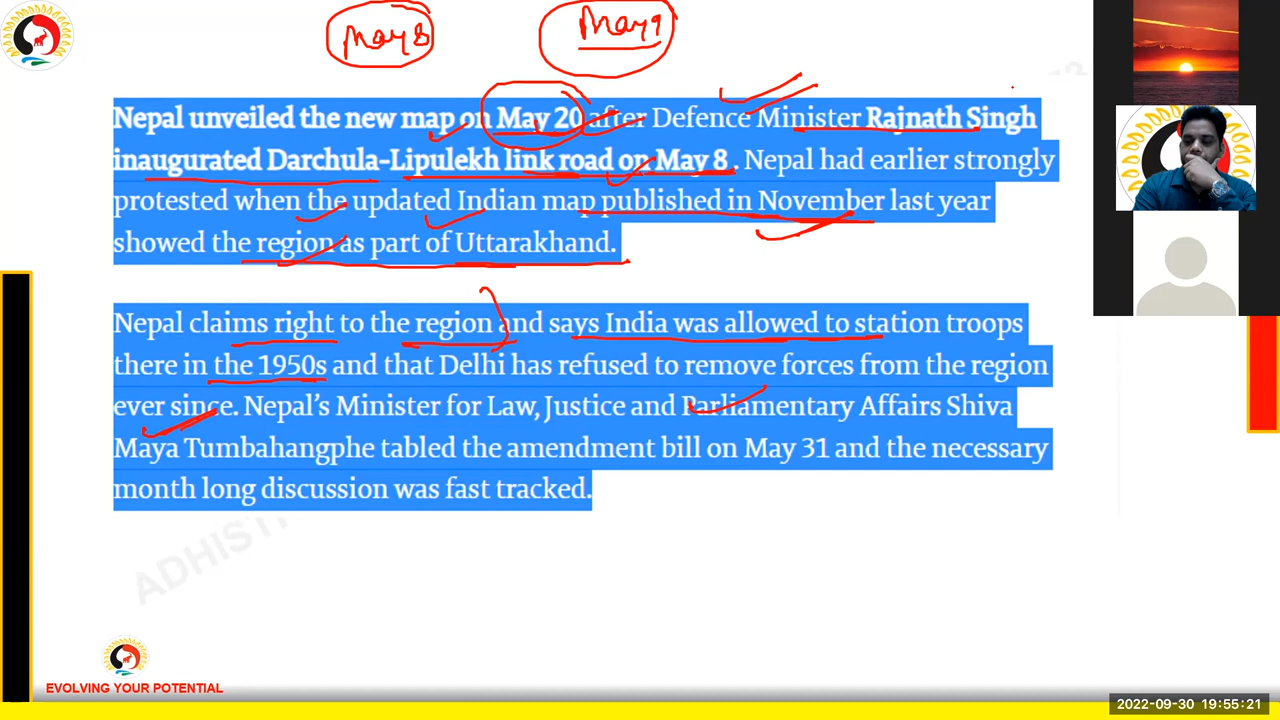 May 8
May 9
Nepal unveiled the new map on May 20 after Defence Minister Rajnath Singh
inaugurated Darchula-Lipulekh link road on May 8 . Nepal had earlier strongly
protested when the updated Indian map published in November last year
showed the region as part of Uttarakhand.
Nepal claims right to the region and says India was allowed to station troops
there in the 1950s and that Delhi has refused to remove forces from the region
ever since. Nepal’s Minister for Law, Justice and Parliamentary Affairs Shiva
Maya Tumbahangphe tabled the amendment bill on May 31 and the necessary
month long discussion was fast tracked.
EVOLVING YOUR POTENTIAL
2022-09-30 19:55:21